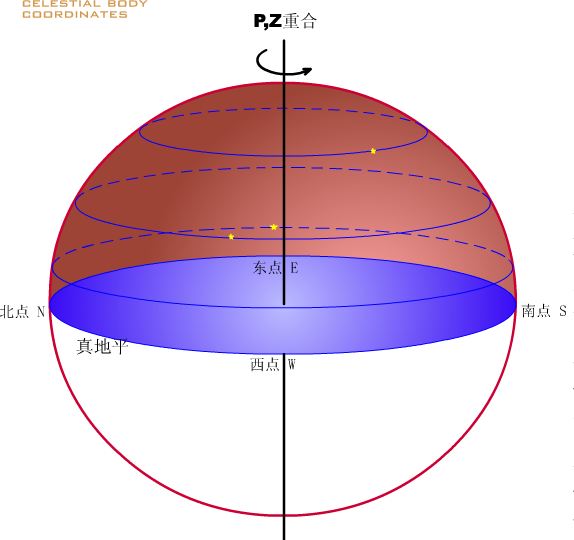 CELESTIAL BODY
COORDINATES
P,Z重合
东点 E
北点 N
南点 S
真地平
西点 W